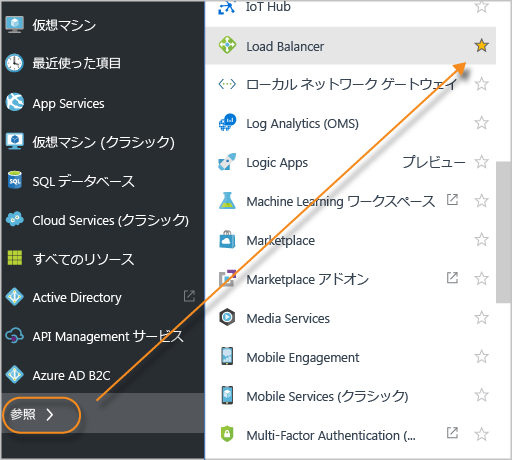 仮想マシン
最近使った項目
App Services
仮想マシン (クラシック)
SQL データベース
Cloud Services (クラシック)
すべてのリソース
Active Directory
API Management サービス
Azure AD B2C
参照
IoT Hub
Load Balancer
ローカル ネットワーク ゲートウェイ
Log Analytics (OMS)
Logic Apps プレビュー
Machine Learning ワークスペース
Marketplace
Marketplace アドオン
Media Services
Mobile Engagement
Mobile Services (クラシック)
Multi-Factor Authentication (...